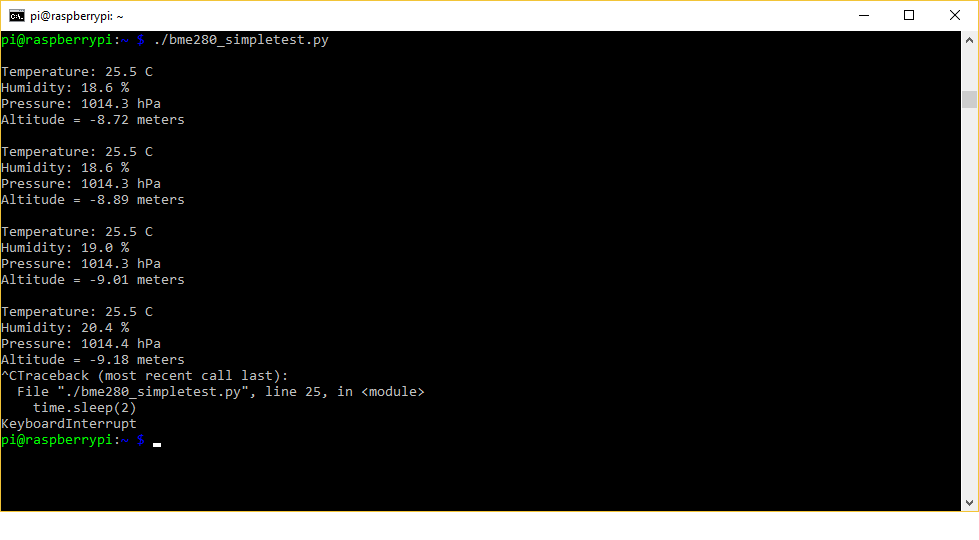 pi@raspberrypi: ~
pi@raspberrypi:~ $ ./bme280_simpletest.py
Temperature: 25.5 C
Humidity: 18.6 %
Pressure: 1014.3 hPa
Altitude = -8.72 meters
Temperature: 25.5 C
Humidity: 18.6 %
Pressure: 1014.3 hPa
Altitude = -8.89 meters
Temperature: 25.5 C
Humidity: 19.0 %
Pressure: 1014.3 hPa
Altitude = -9.01 meters
Temperature: 25.5 C
Humidity: 20.4 %
Pressure: 1014.4 hPa
Altitude = -9.18 meters
^CTraceback (most recent call last):
  File "./bme280_simpletest.py", line 25, in <module>
    time.sleep(2)
KeyboardInterrupt
pi@raspberrypi:~ $